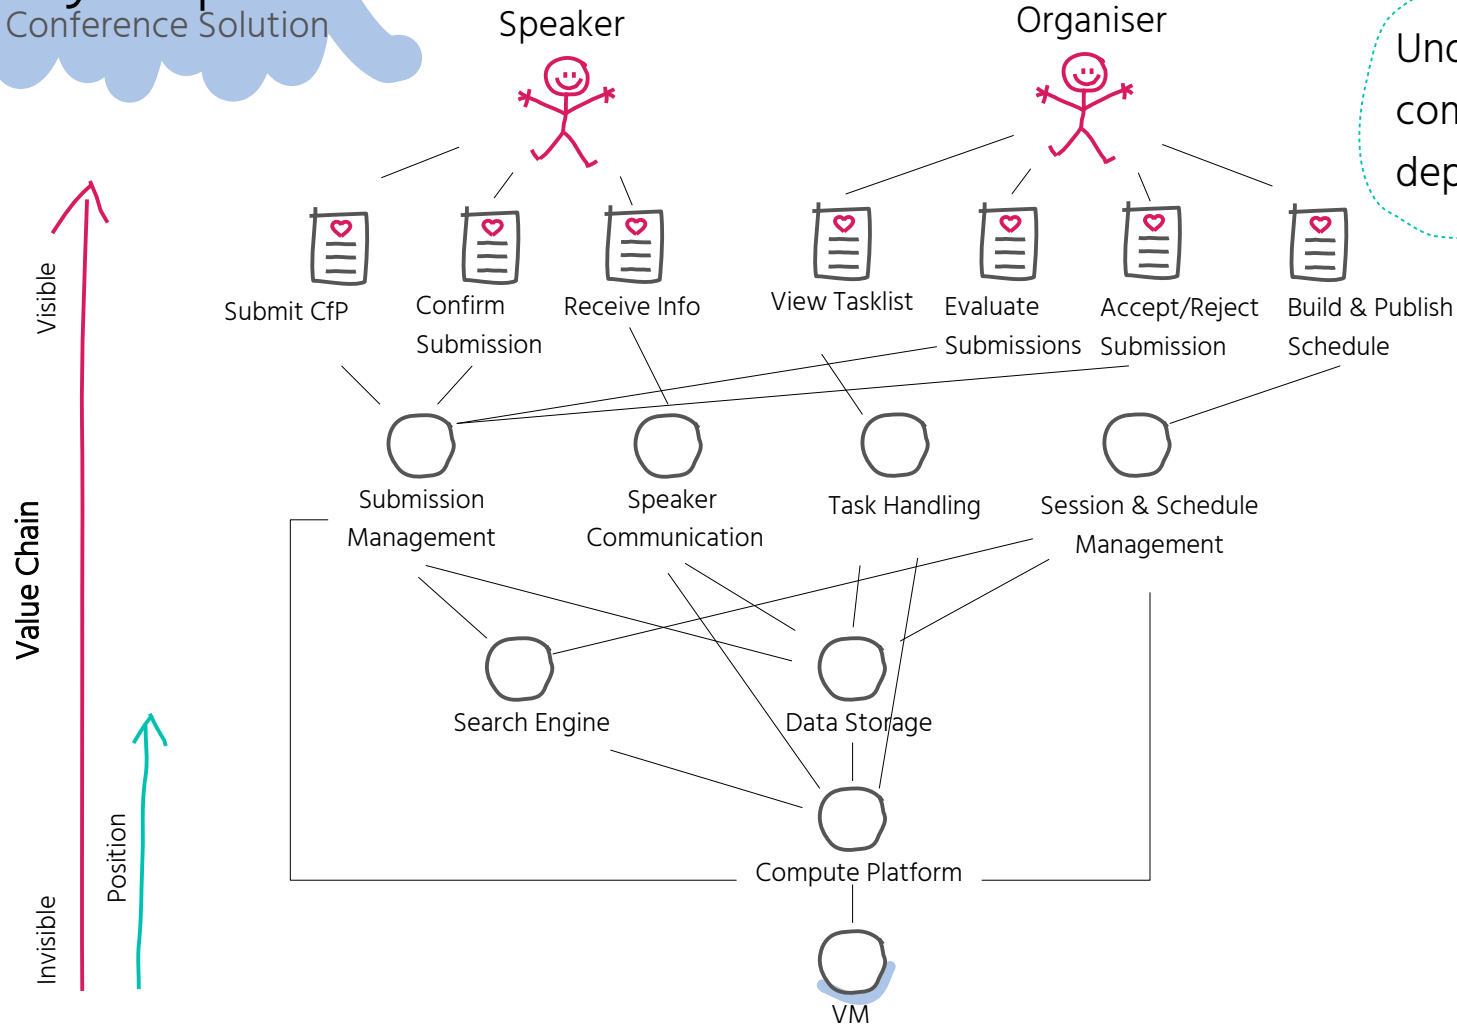 Conference Solution
Speaker
Organiser
Visible
Value Chain
Position
Invisible
Submit CfP
Confirm
Submission
Receive Info
View Tasklist
Evaluate
Submissions
Accept/Reject
Submission
Build & Publish
Schedule
Submission
Management
Speaker
Communication
Task Handling
Session & Schedule
Management
Search Engine
Data Storage
Compute Platform
VM